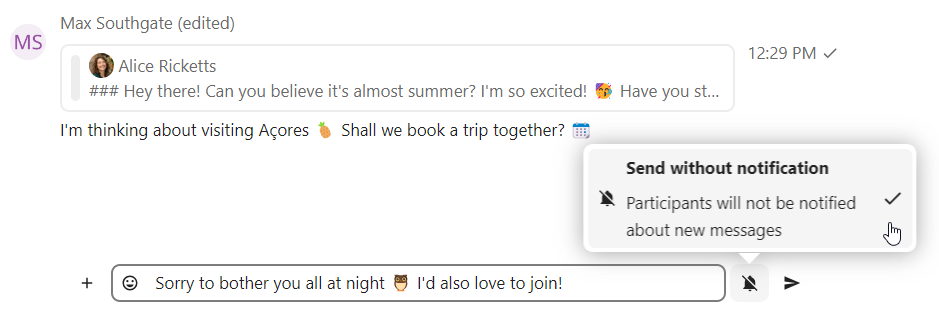 Max Southgate (edited)
MS
Alice Ricketts
12:29 PM
### Hey there! Can you believe it's almost summer? I'm so excited! 🥳 Have you st...
I'm thinking about visiting Açores 🍍 Shall we book a trip together? 🗓️
Send without notification
Participants will not be notified
about new messages
Sorry to bother you all at night 🦉 I'd also love to join!